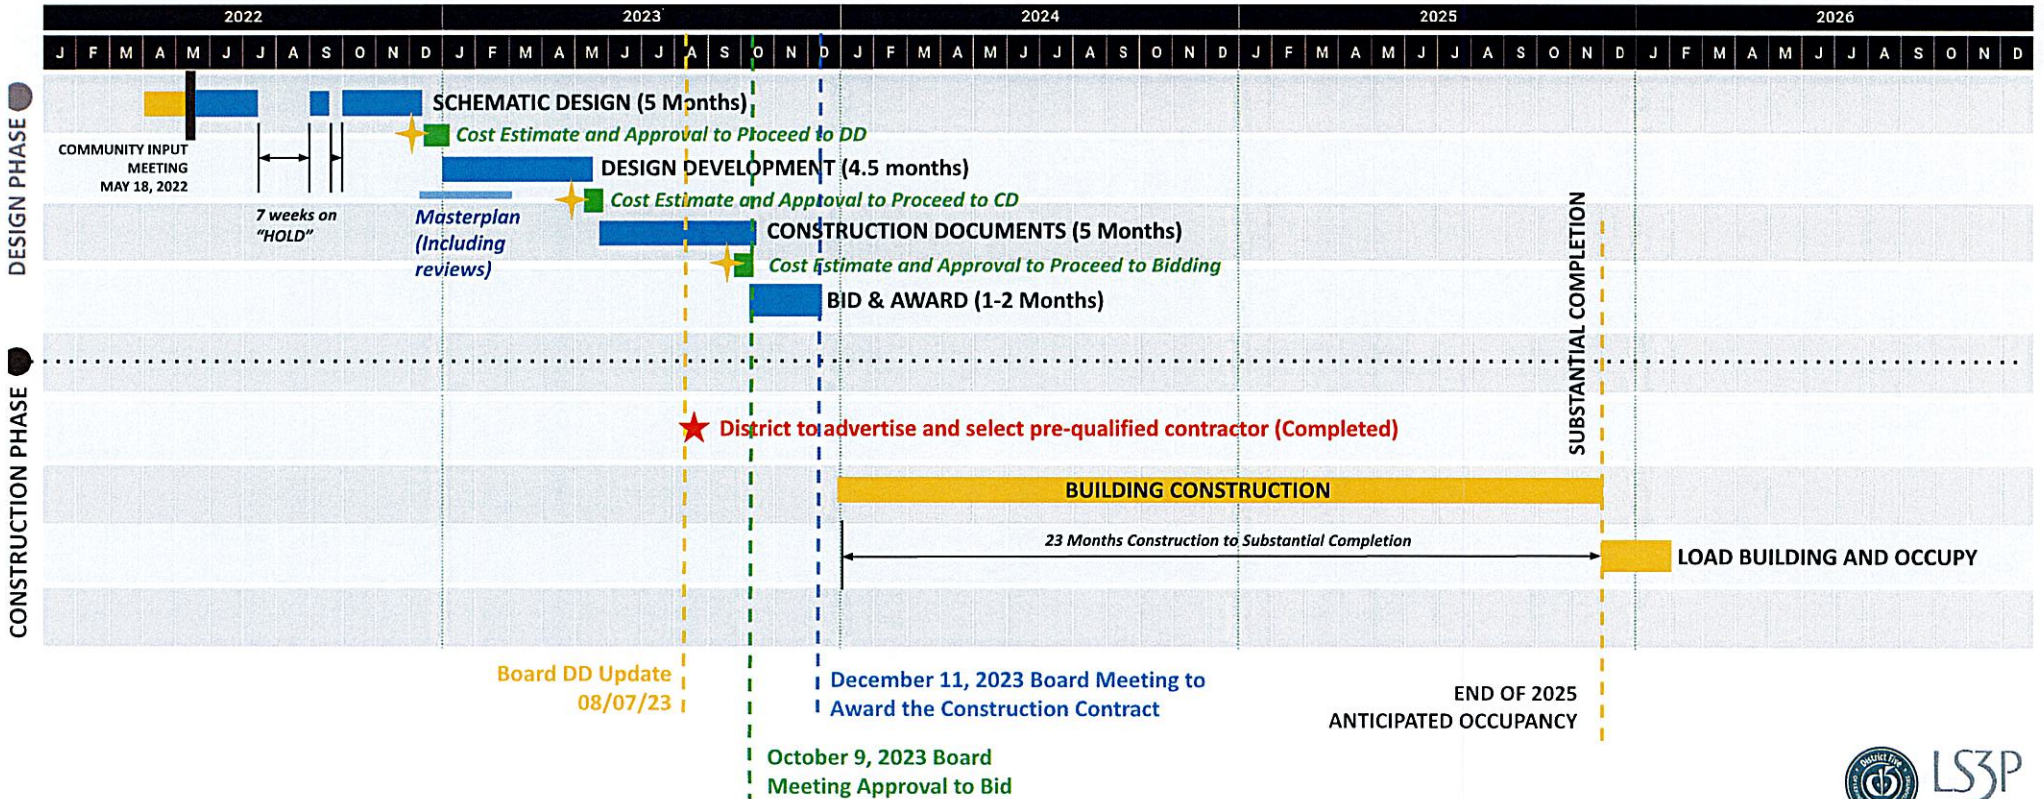 2022 2023 2024 2025 2026
J F M A M J J A S O N D J F M A M J J A S O N D J F M A M J J A S O N D J F M A M J J A S O N D J F M A M J J A S O N D
DESIGN PHASE
SCHEMATIC DESIGN (5 Months)
Cost Estimate and Approval to Proceed to DD
COMMUNITY INPUT
MEETING
MAY 18, 2022
DESIGN DEVELOPMENT (4.5 months)
Cost Estimate and Approval to Proceed to CD
7 weeks on
"HOLD"
Masterplan
(Including
reviews)
CONSTRUCTION DOCUMENTS (5 Months)
Cost Estimate and Approval to Proceed to Bidding
BID & AWARD (1-2 Months)
SUBSTANTIAL COMPLETION
CONSTRUCTION PHASE
District to advertise and select pre-qualified contractor (Completed)
BUILDING CONSTRUCTION
23 Months Construction to Substantial Completion
LOAD BUILDING AND OCCUPY
Board DD Update
08/07/23
December 11, 2023 Board Meeting to
Award the Construction Contract
END OF 2025
ANTICIPATED OCCUPANCY
October 9, 2023 Board
Meeting Approval to Bid
District Five
LS3P